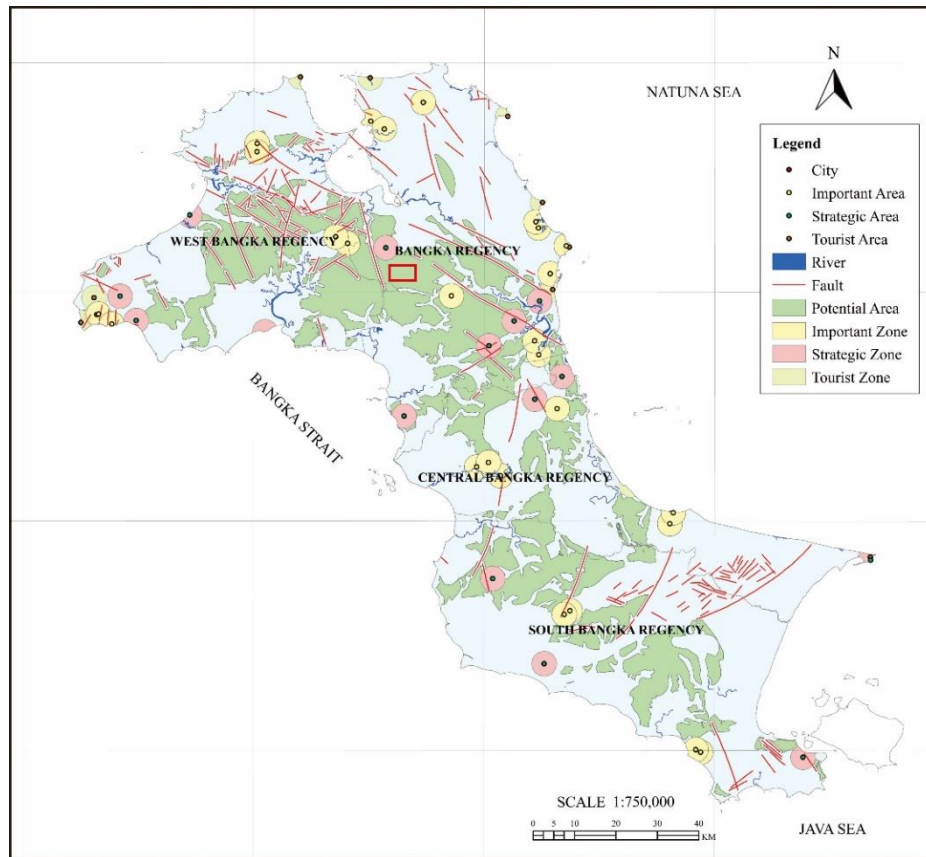 N
NATUNA SEA
Legend
City
Important Area
Strategic Area
Tourist Area
River
Fault
Potential Area
Important Zone
Strategic Zone
Tourist Zone
WEST BANGKA REGENCY
BANGKA REGENCY
BANGKA STRAIT
CENTRAL BANGKA REGENCY
SOUTH BANGKA REGENCY
SCALE 1:750,000
0 5 10 20 30 40
KM
JAVA SEA